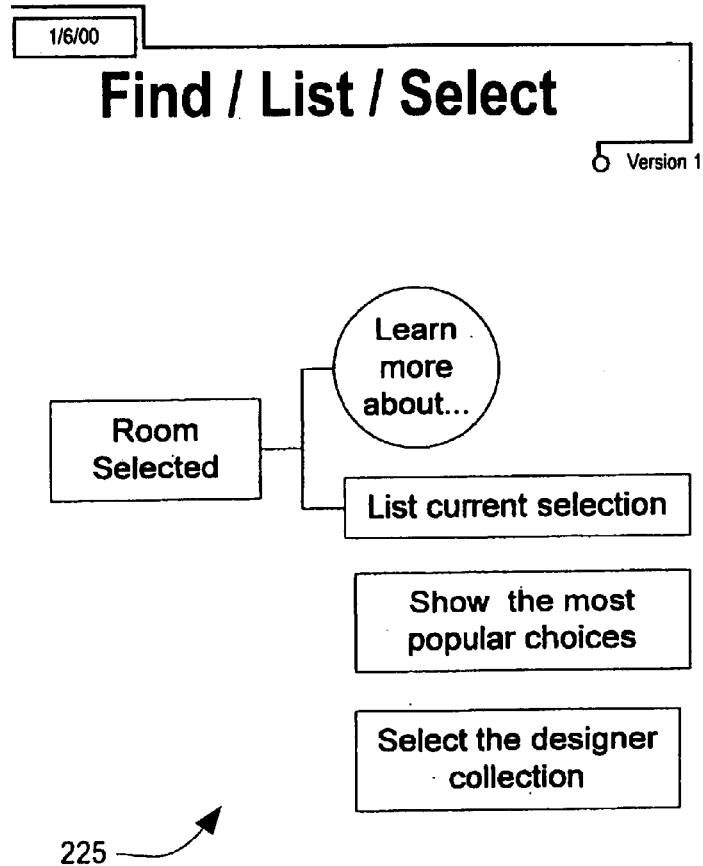 1/6/00
Find / List / Select
Version 1
Learn
more
about...
Room
Selected
List current selection
Show the most
popular choices
Select the designer
collection
225